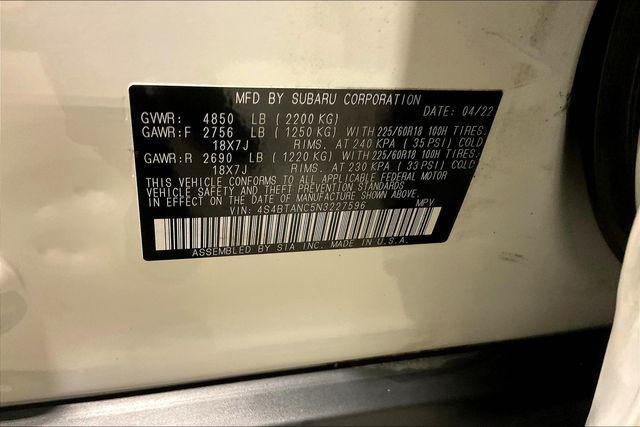 MFD BY SUBARU CORPORATION
DATE: 04/22
GVWR: 4850 LB (2200 KG)
GAWR:F 2756 LB (1250 KG) WITH 225/60R18 100H TIRES.
18X7J RIMS. AT 240 KPA (35 PSI) COLD
GAWR:R 2690 LB (1220 KG) WITH 225/60R18 100H TIRES.
18X7J RIMS. AT 230 KPA (33 PSI) COLD
THIS VEHICLE CONFORMS TO ALL APPLICABLE FEDERAL MOTOR
VEHICLE SAFETY AND THEFT PREVENTION STANDARDS
IN EFFECT ON THE DATE OF MANUFACTURE SHOWN ABOVE.
VIN: 4S4BTANC5N3227596 MPV
ASSEMBLED BY SIA INC. MADE IN U.S.A.